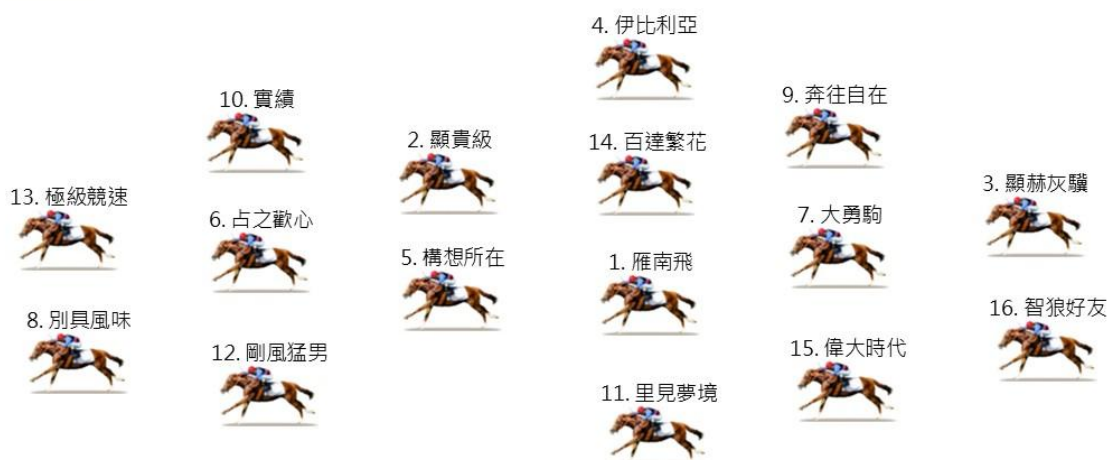 4. 伊比利亞
9. 奔往自在
10. 實績
2. 顯貴級
14. 百達繁花
3. 顯赫灰驥
13. 極級競速
6. 占之歡心
7. 大勇駒
5. 構想所在
1. 雁南飛
16. 智狼好友
8. 別具風味
12. 剛風猛男
15. 偉大時代
11. 里見夢境